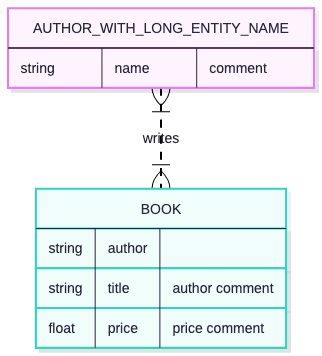 AUTHOR_WITH_LONG_ENTITY_NAME
string name comment
writes
BOOK
string author
string title author comment
float price price comment